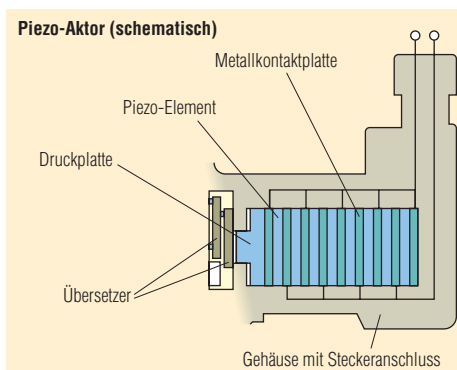 Piezo-Aktor (schematisch)
Metallkontaktplatte
Piezo-Element
Druckplatte
Übersetzer
Gehäuse mit Steckeranschluss